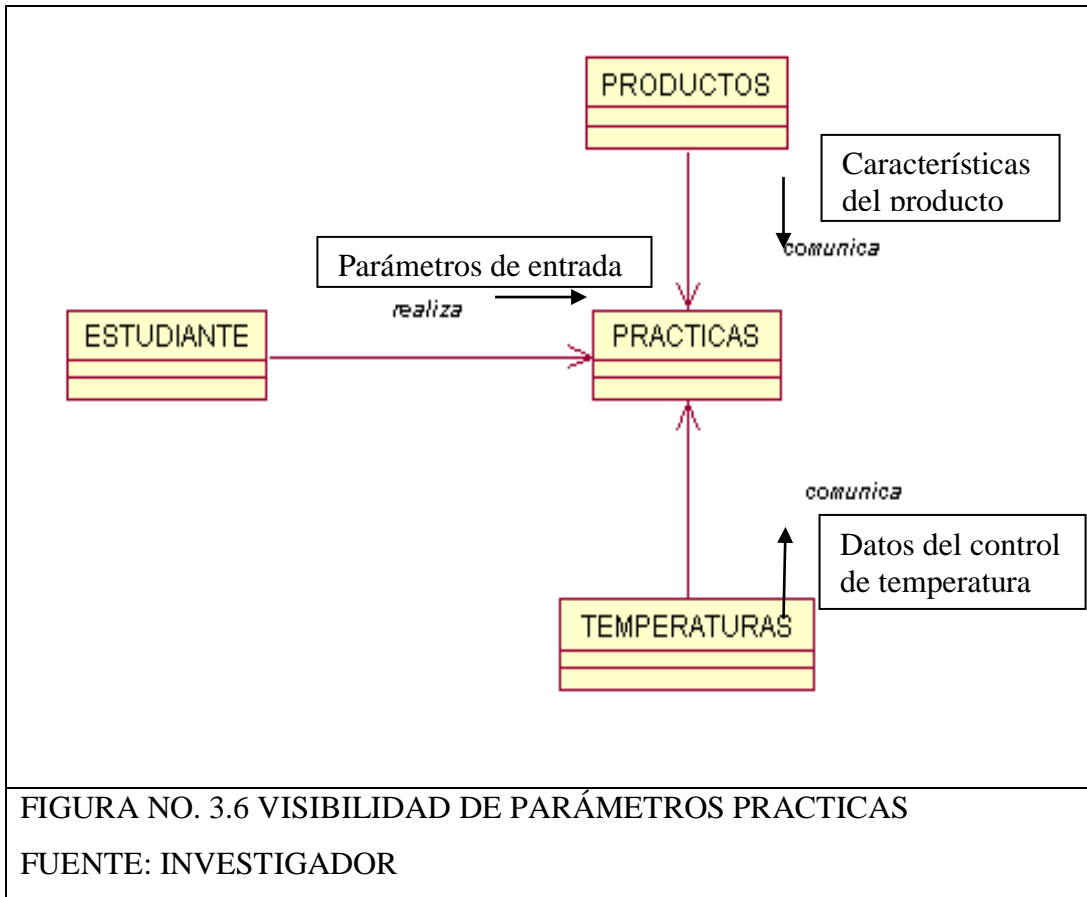 PRODUCTOS
Característícas
del producto
comunica
Parámetros de entrada
realiza
ESTUDIANTE
PRACTICAS
comunica
Datos del control
de temperatura
TEMPERATURAS
FIGURA NO. 3.6 VISIBILIDAD DE PARÁMETROS PRACTICAS
FUENTE: INVESTIGADOR